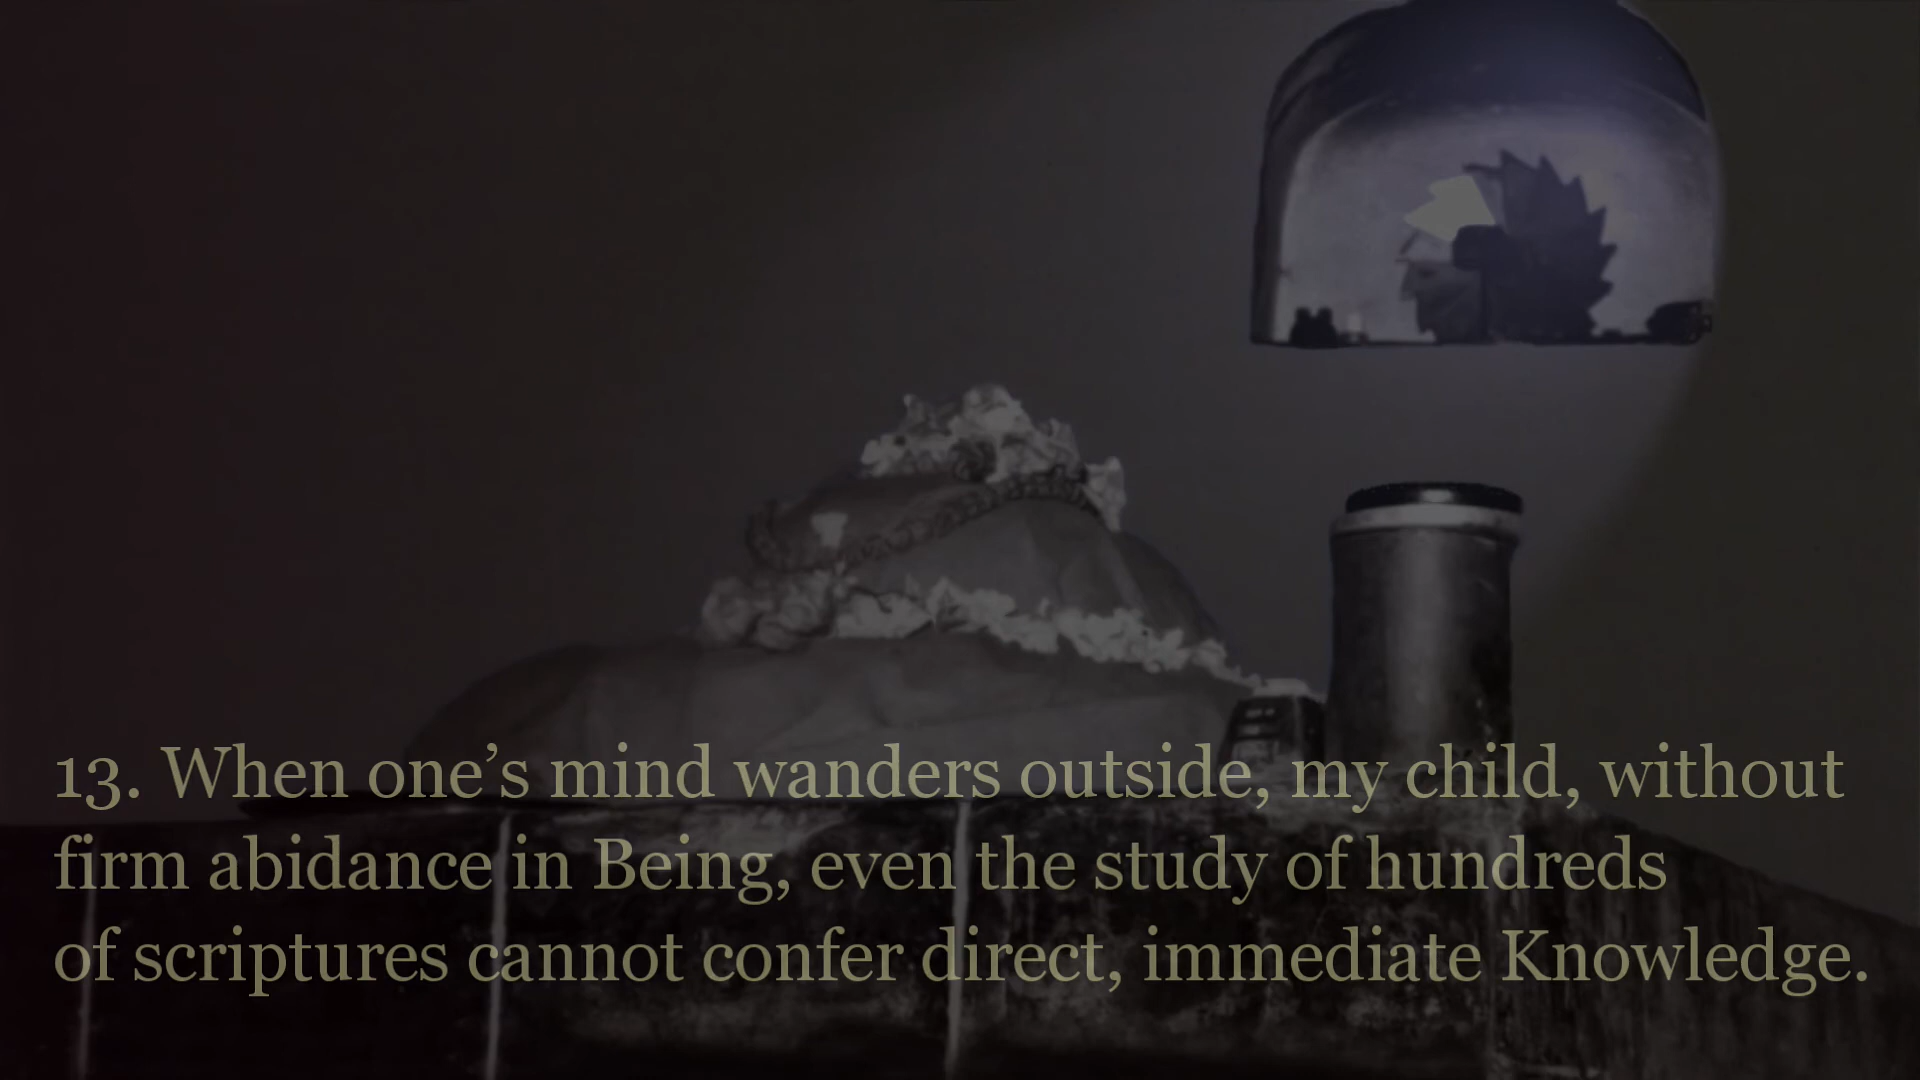 13. When one’s mind wanders outside, my child, without
firm abidance in Being, even the study of hundreds
of scriptures cannot confer direct, immediate Knowledge.